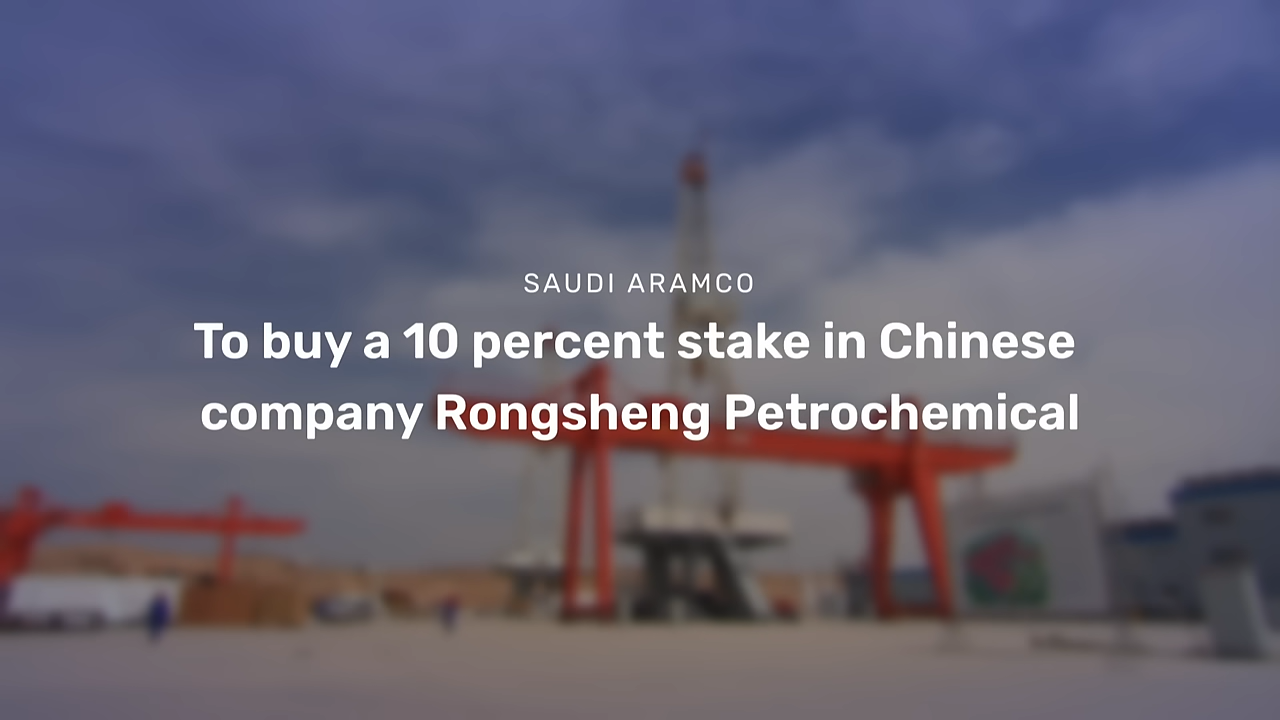 SAUDI ARAMCO
To buy a 10 percent stake in Chinese
company Rongsheng Petrochemical